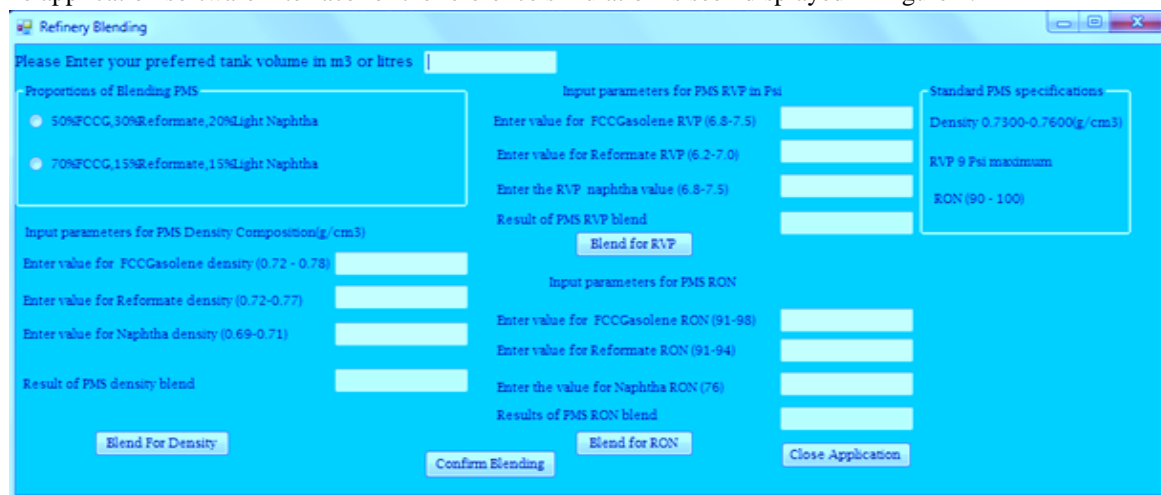 Refinery Blending
Please Enter your preferred tank volume in m3 or litres
Proportions of Blending PMS
50%FCCG,30%Reformate,20%Light Naphtha
70%FCCG,15%Reformate,15%Light Naphtha
Input parameters for PMS Density Composition(g/cm3)
Enter value for FCCGasolene density (0.72 - 0.78)
Enter value for Reformate density (0.72-0.77)
Enter value for Naphtha density (0.69-0.71)
Result of PMS density blend
Blend For Density
Input parameters for PMS RVP in Psi
Enter value for FCCGasolene RVP (6.8-7.5)
Enter value for Reformate RVP (6.2-7.0)
Enter the RVP naphtha value (6.8-7.5)
Result of PMS RVP blend
Blend for RVP
Input parameters for PMS RON
Enter value for FCCGasolene RON (91-98)
Enter value for Reformate RON (91-94)
Enter the value for Naphtha RON (76)
Results of PMS RON blend
Blend for RON
Standard PMS specifications
Density 0.7300-0.7600(g/cm3)
RVP 9 Psi maximum
RON (90 - 100)
Confirm Blending
Close Application